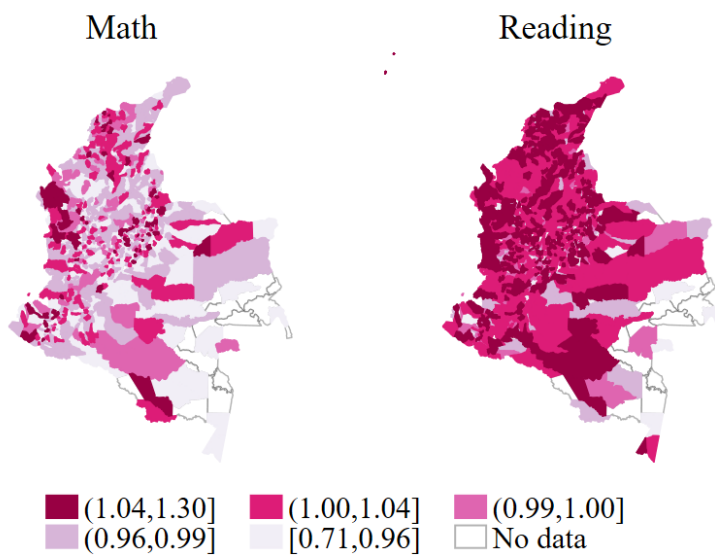 Math Reading
(1.04,1.30] (1.00,1.04] (0.99,1.00]
(0.96,0.99] [0.71,0.96] No data